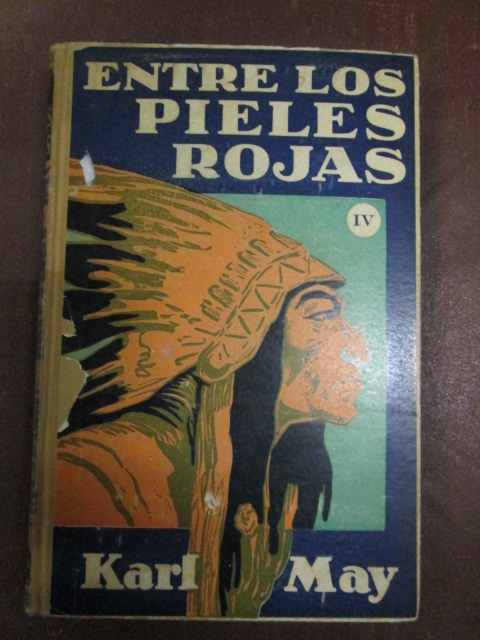 ENTRE LOS
PIELES
ROJAS
IV
Karl May